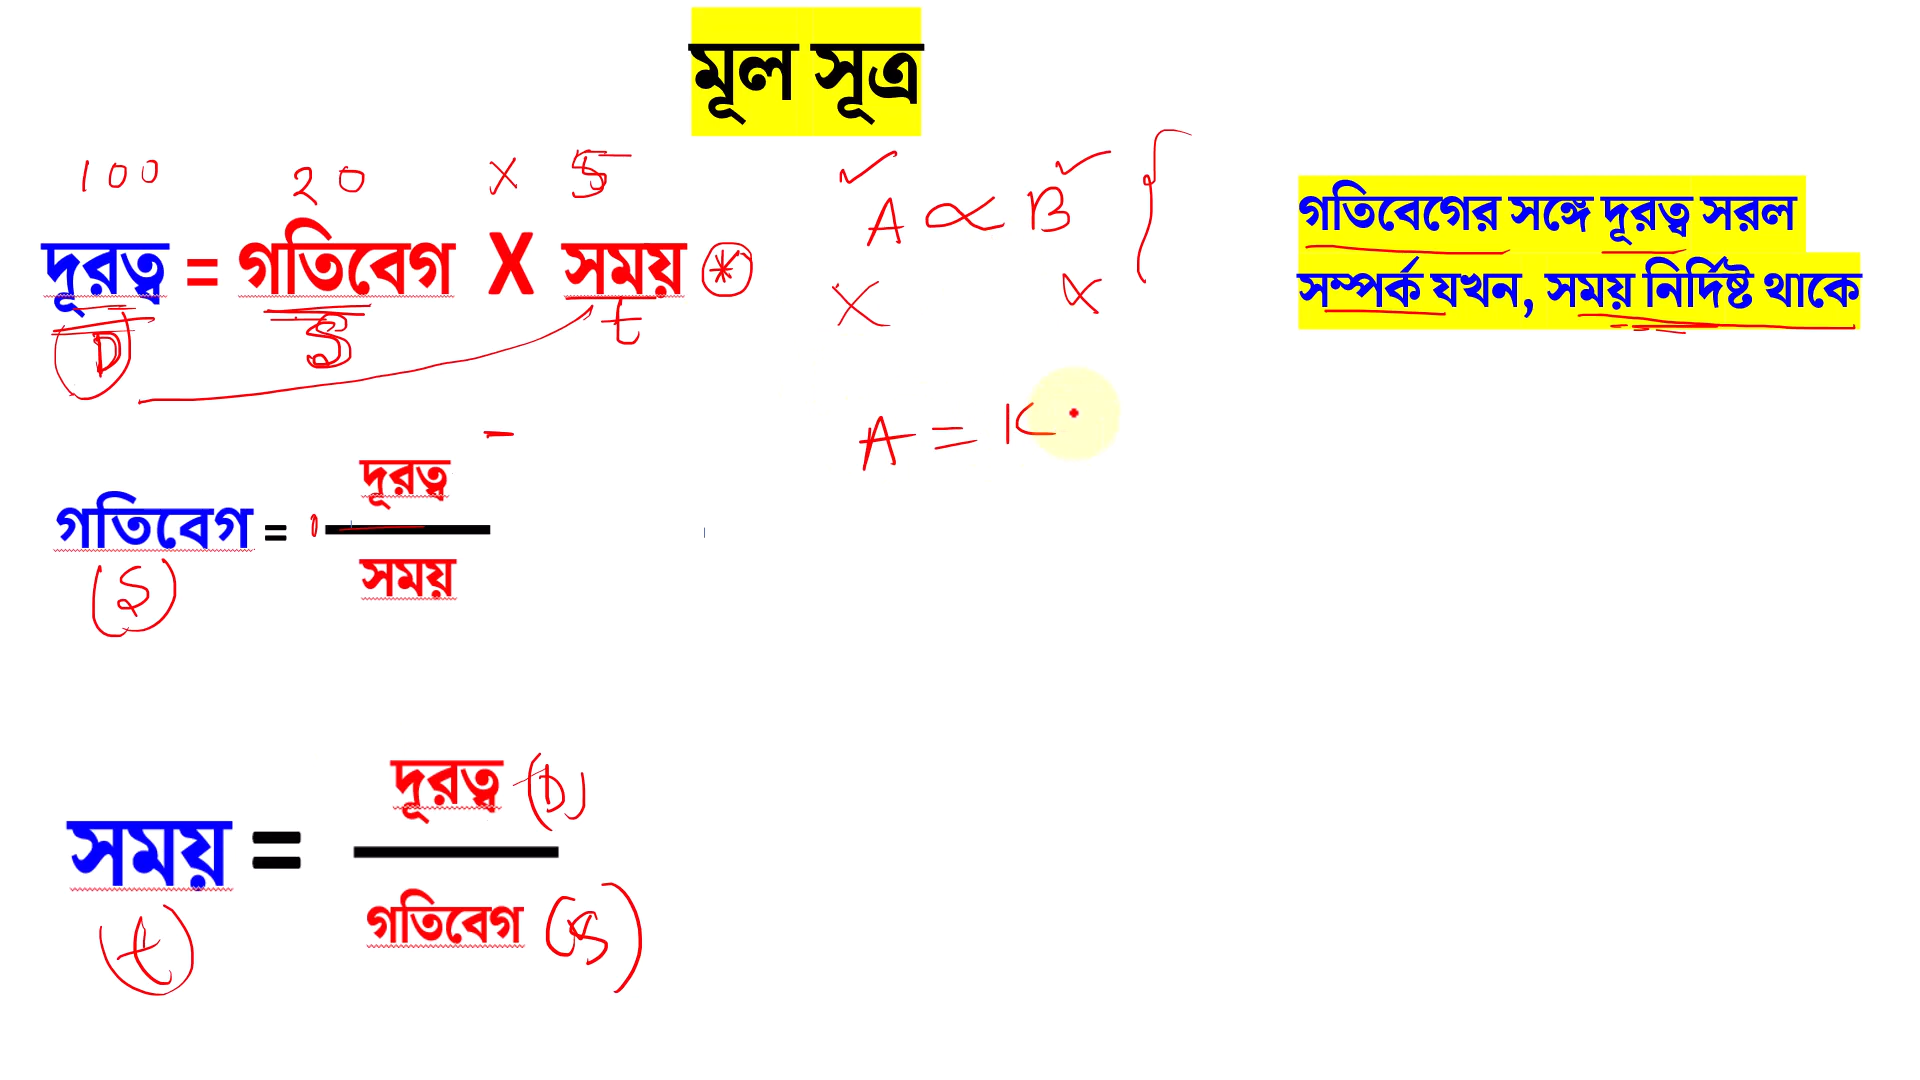 মূল সূত্র
100 20 x 5
দূরত্ব = গতিবেগ X সময়
D S t
A ∝ B
A = K
গতিবেগের সঙ্গে দূরত্ব সরল
সম্পর্ক যখন, সময় নির্দিষ্ট থাকে
দূরত্ব
গতিবেগ =
সময়
(S)
দূরত্ব (D)
সময় =
গতিবেগ (S)
(t)